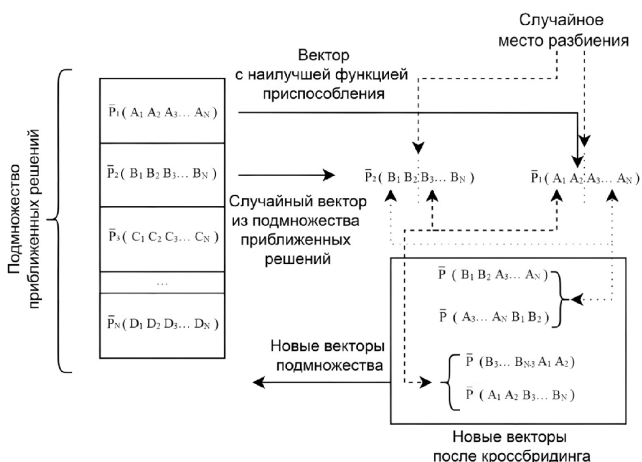 Случайное
место разбиения
Вектор
с наилучшей функцией
приспособления
Подмножество
приближенных решений
P̅₁ ( A₁ A₂ A₃... Aₙ )
P̅₂ ( B₁ B₂ B₃... Bₙ )
P̅₃ ( C₁ C₂ C₃... Cₙ )
...
P̅ₙ ( D₁ D₂ D₃... Dₙ )
P̅₂ ( B₁ B₂ B₃... Bₙ )
P̅₁ ( A₁ A₂ A₃... Aₙ )
Случайный вектор
из подмножества
приближенных
решений
P̅ ( B₁ B₂ A₃... Aₙ )
P̅ ( A₃... Aₙ B₁ B₂ )
P̅ ( B₃... Bₙ₋₃ A₁ A₂ )
P̅ ( A₁ A₂ B₃... Bₙ )
Новые векторы
подмножества
Новые векторы
после кроссбридинга